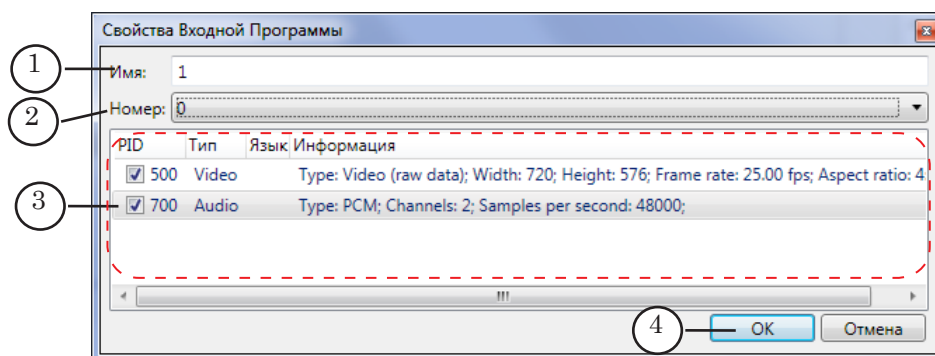 Свойства Входной Программы
1
Имя: 1
2
Номер: 0
PID Тип Язык Информация
500 Video Type: Video (raw data); Width: 720; Height: 576; Frame rate: 25.00 fps; Aspect ratio: 4
3
700 Audio Type: PCM; Channels: 2; Samples per second: 48000;
4
OK Отмена